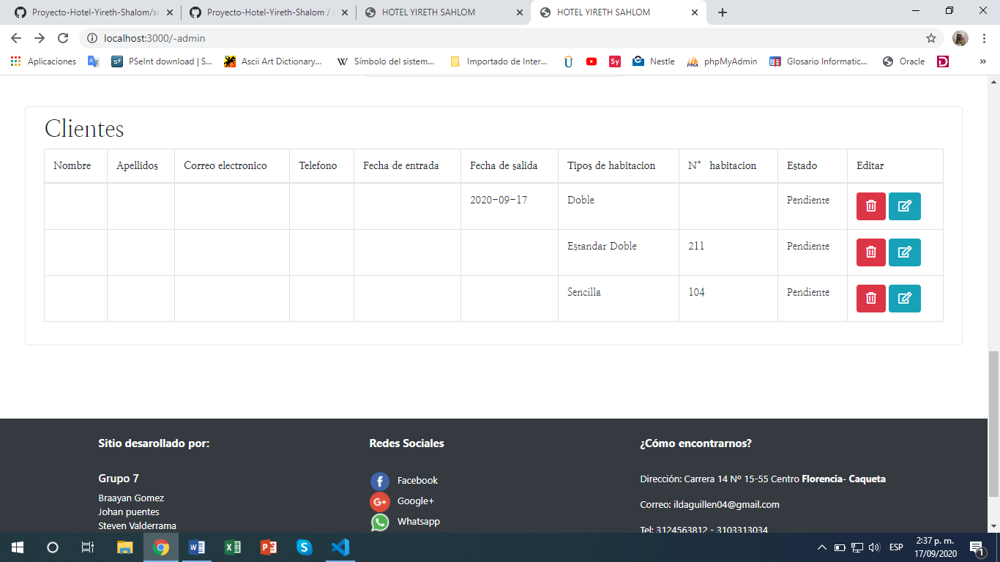 Proyecto-Hotel-Yireth-Shalom/sr
Proyecto-Hotel-Yireth-Shalom /
HOTEL YIRETH SAHLOM
HOTEL YIRETH SAHLOM
localhost:3000/-admin
Aplicaciones
PSeInt download | S...
Ascii Art Dictionary...
Símbolo del sistem...
Importado de Inter...
Nestle
phpMyAdmin
Glosario Informatic...
Oracle
»
Clientes
Nombre Apellidos Correo electronico Telefono Fecha de entrada Fecha de salida Tipos de habitacion N° habitacion Estado Editar
2020-09-17 Doble Pendiente
Estandar Doble 211 Pendiente
Sencilla 104 Pendiente
Sitio desarollado por:
Grupo 7
Braayan Gomez
Johan puentes
Steven Valderrama
Redes Sociales
Facebook
Google+
Whatsapp
¿Cómo encontrarnos?
Dirección: Carrera 14 Nº 15-55 Centro Florencia- Caqueta
Correo: ildaguillen04@gmail.com
Tel: 3124563812 - 3103313034
ESP
2:37 p. m.
17/09/2020
1